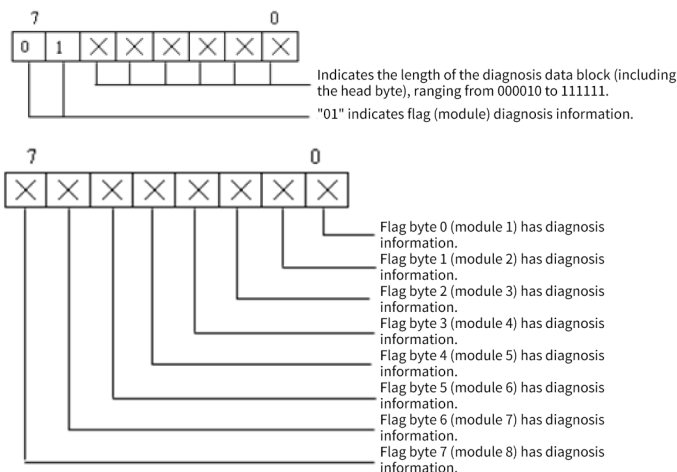 7 0
0 1
Indicates the length of the diagnosis data block (including
the head byte), ranging from 000010 to 111111.
"01" indicates flag (module) diagnosis information.
7 0
Flag byte 0 (module 1) has diagnosis
information.
Flag byte 1 (module 2) has diagnosis
information.
Flag byte 2 (module 3) has diagnosis
information.
Flag byte 3 (module 4) has diagnosis
information.
Flag byte 4 (module 5) has diagnosis
information.
Flag byte 5 (module 6) has diagnosis
information.
Flag byte 6 (module 7) has diagnosis
information.
Flag byte 7 (module 8) has diagnosis
information.